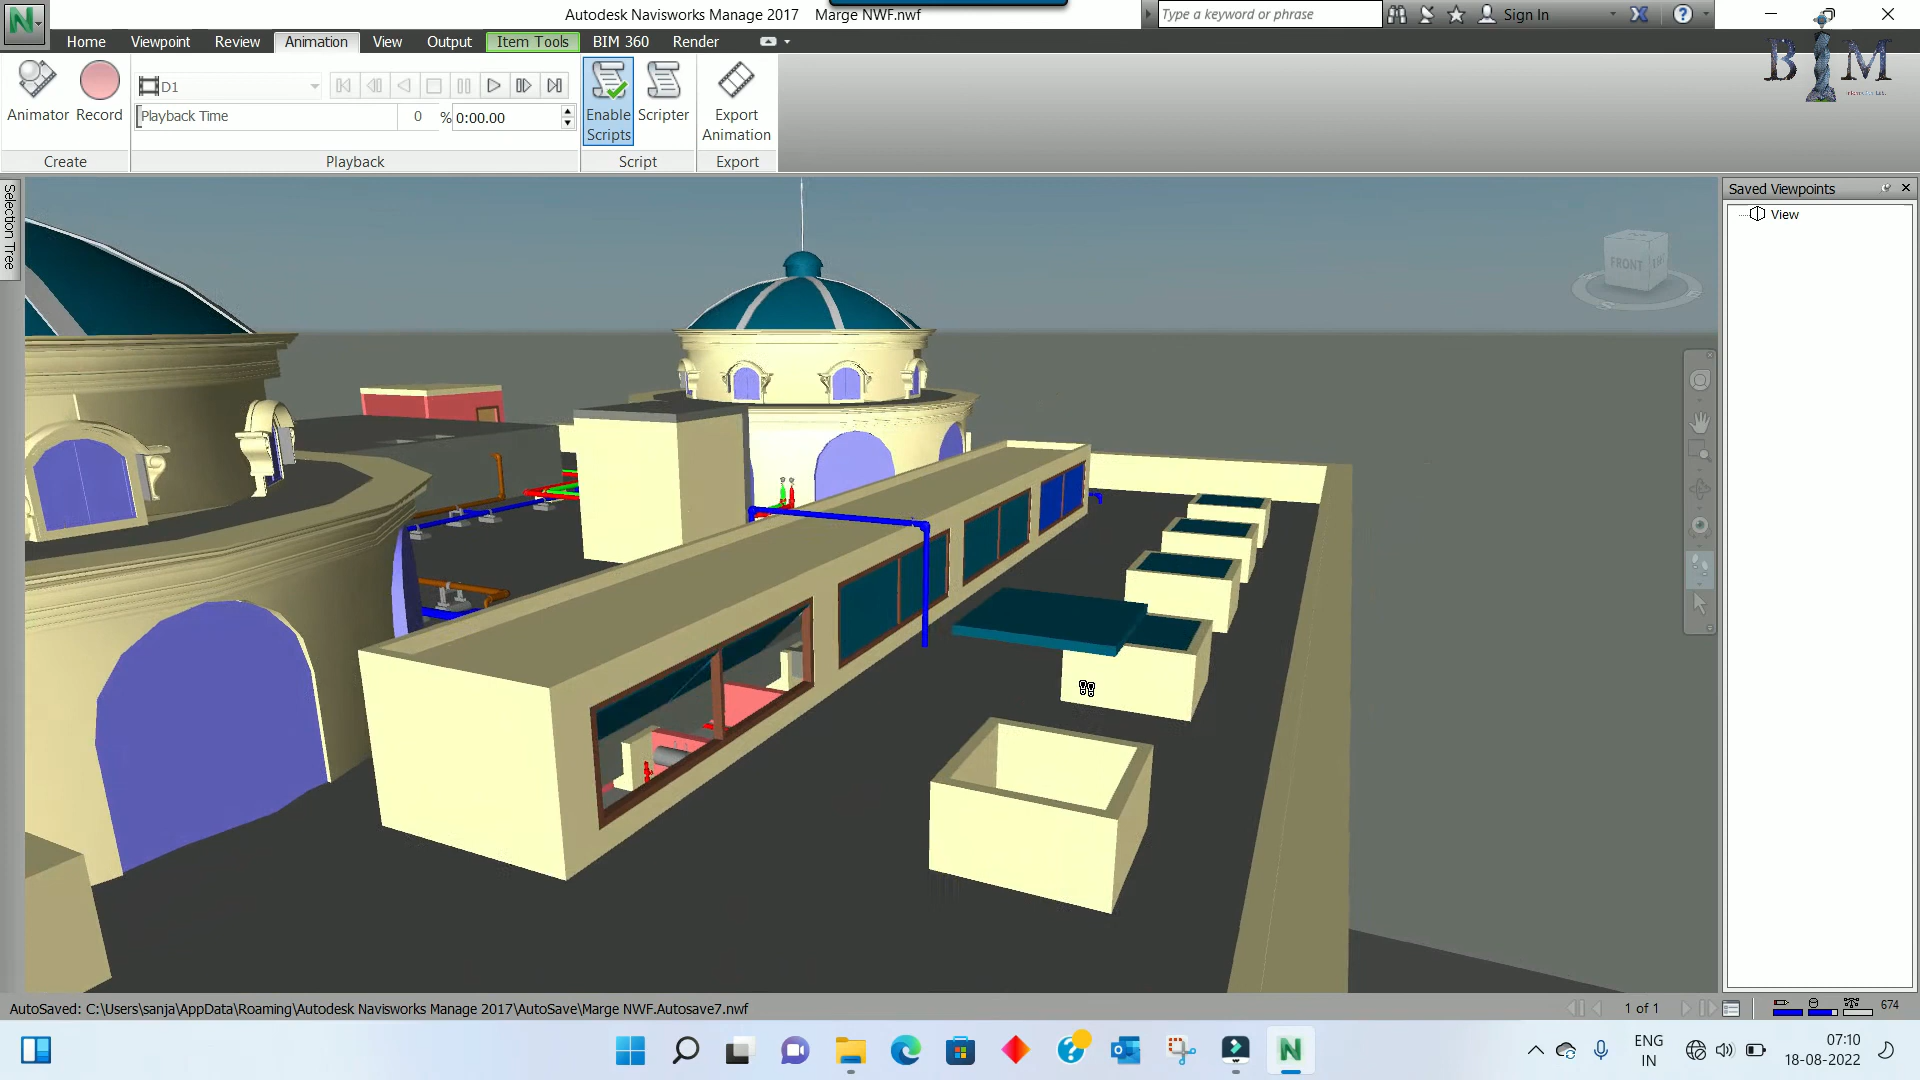 Autodesk Navisworks Manage 2017 Marge NWF.nwf
Type a keyword or phrase
Sign In
Home Viewpoint Review Animation View Output Item Tools BIM 360 Render
BIM
D1
Playback Time 0 % 0:00.00
Animator Record
Enable Scripts
Scripter
Export Animation
Create Playback Script Export
Selection Tree
Saved Viewpoints
View
FRONT
AutoSaved: C:\Users\sanja\AppData\Roaming\Autodesk Navisworks Manage 2017\AutoSave\Marge NWF.Autosave7.nwf
1 of 1
674
ENG
IN
07:10
18-08-2022